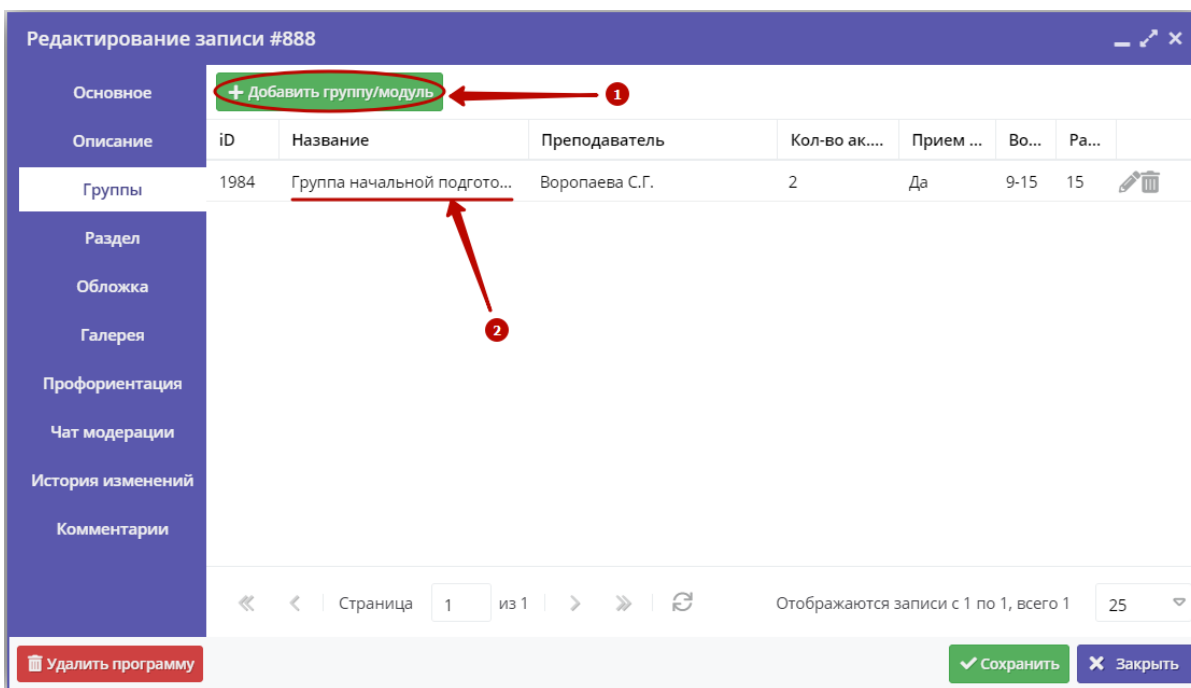 Редактирование записи #888
Основное
Описание
Группы
Раздел
Обложка
Галерея
Профориентация
Чат модерации
История изменений
Комментарии
+ Добавить группу/модуль 1
iD Название Преподаватель Кол-во ак.... Прием ... Во... Ра...
1984 Группа начальной подгото... Воропаева С.Г. 2 Да 9-15 15
2
Страница 1 из 1 Отображаются записи с 1 по 1, всего 1 25
Удалить программу Сохранить Закрыть